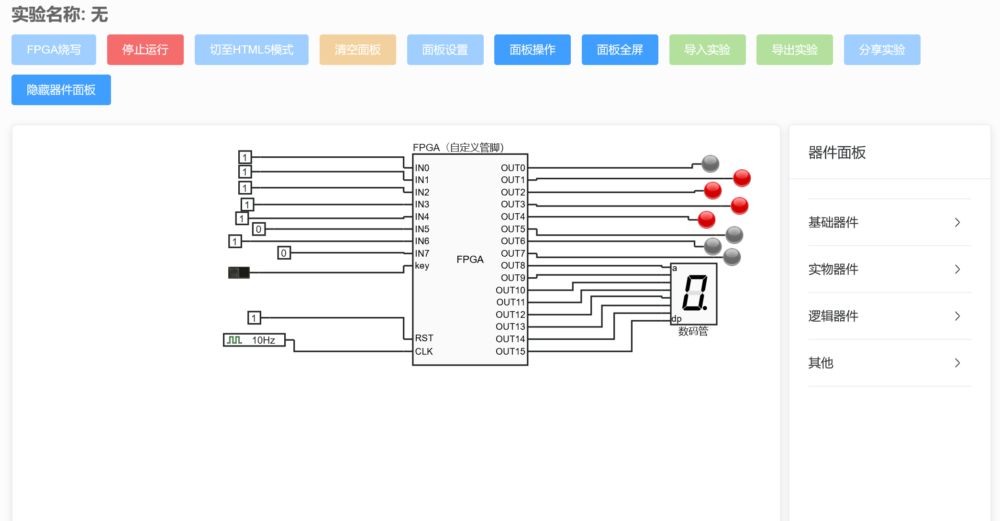 实验名称: 无
FPGA烧写 停止运行 切至HTML5模式 清空面板 面板设置 面板操作 面板全屏 导入实验 导出实验 分享实验
隐藏器件面板
FPGA（自定义管脚)
1
1
1
1
1
0
1
0
1
10Hz
IN0
IN1
IN2
IN3
IN4
IN5
IN6
IN7
key
RST
CLK
FPGA
OUT0
OUT1
OUT2
OUT3
OUT4
OUT5
OUT6
OUT7
OUT8
OUT9
OUT10
OUT11
OUT12
OUT13
OUT14
OUT15
a
0.
dp
数码管
器件面板
基础器件
实物器件
逻辑器件
其他